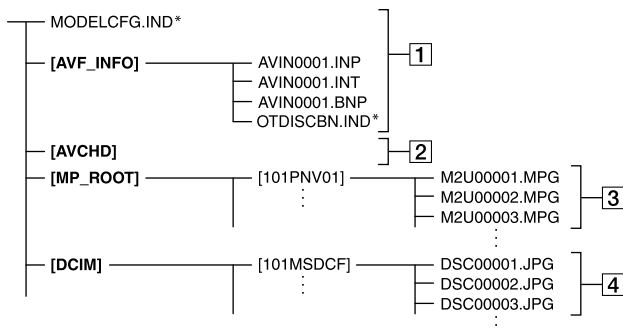 MODELCFG.IND*
1
[AVF_INFO] AVIN0001.INP
AVIN0001.INT
AVIN0001.BNP
OTDISCBN.IND*
[AVCHD] 2
[MP_ROOT] [101PNV01] M2U00001.MPG
M2U00002.MPG 3
M2U00003.MPG
[DCIM] [101MSDCF] DSC00001.JPG
DSC00002.JPG 4
DSC00003.JPG